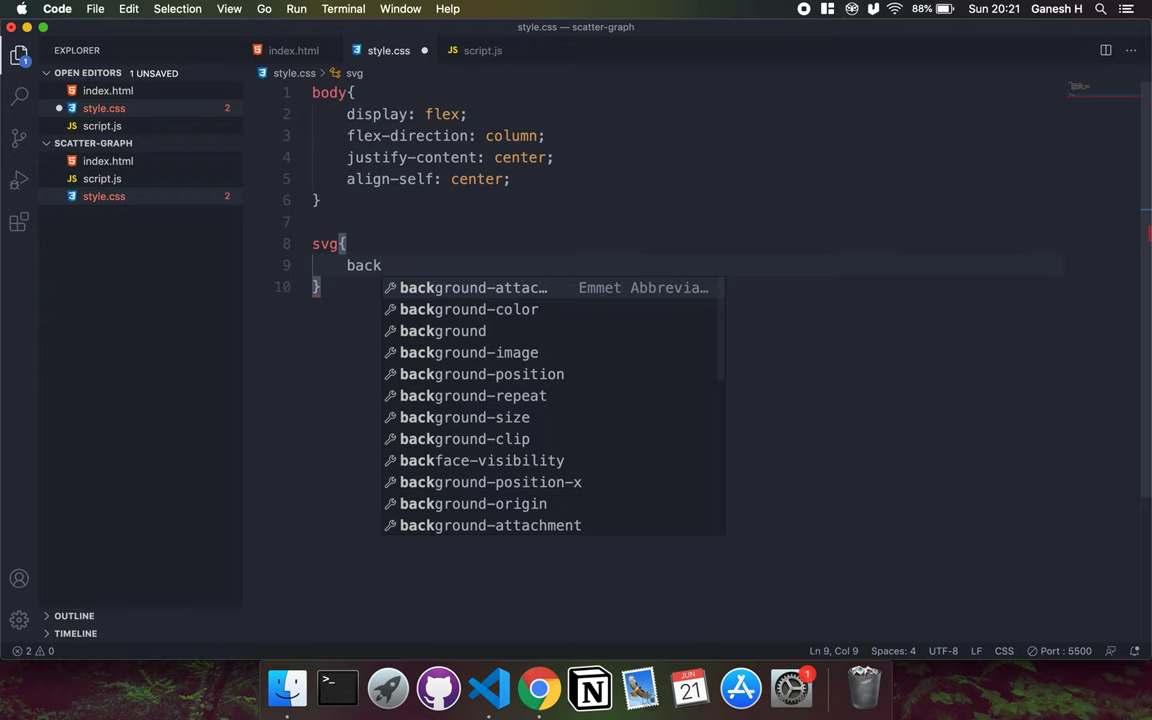 Code File Edit Selection View Go Run Terminal Window Help 88% Sun 20:21 Ganesh H
style.css — scatter-graph
EXPLORER
index.html style.css script.js
OPEN EDITORS 1 UNSAVED
index.html
style.css 2
script.js
SCATTER-GRAPH
index.html
script.js
style.css 2
OUTLINE
TIMELINE
style.css > svg
1 body{
2 display: flex;
3 flex-direction: column;
4 justify-content: center;
5 align-self: center;
6 }
7
8 svg{
9 back
10 }
background-attac… Emmet Abbrevia…
background-color
background
background-image
background-position
background-repeat
background-size
background-clip
backface-visibility
background-position-x
background-origin
background-attachment
2 0 Ln 9, Col 9 Spaces: 4 UTF-8 LF CSS Port : 5500
JUN
21
1